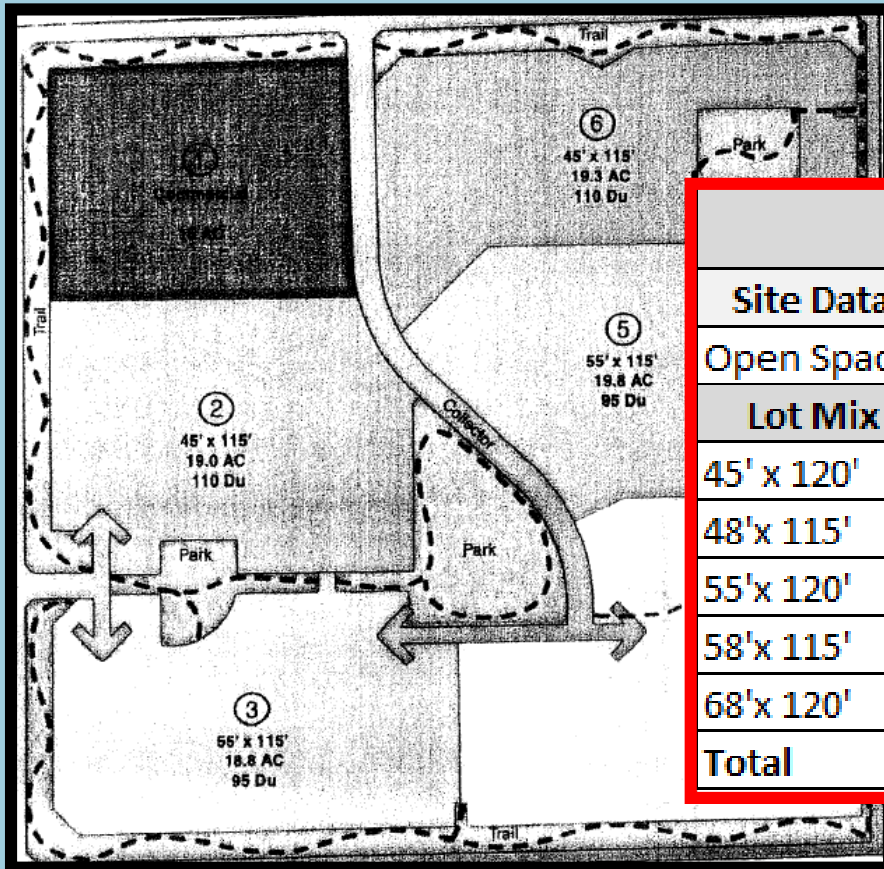 Trail
6
45' x 115'
19.3 AC
110 Du
Park
Trail
5
55' x 115'
19.8 AC
95 Du
Collector
2
45' x 115'
19.0 AC
110 Du
Park
Park
3
55' x 115'
18.8 AC
95 Du
Trail
Site Data
Open Spac
Lot Mix
45' x 120'
48'x 115'
55'x 120'
58'x 115'
68'x 120'
Total